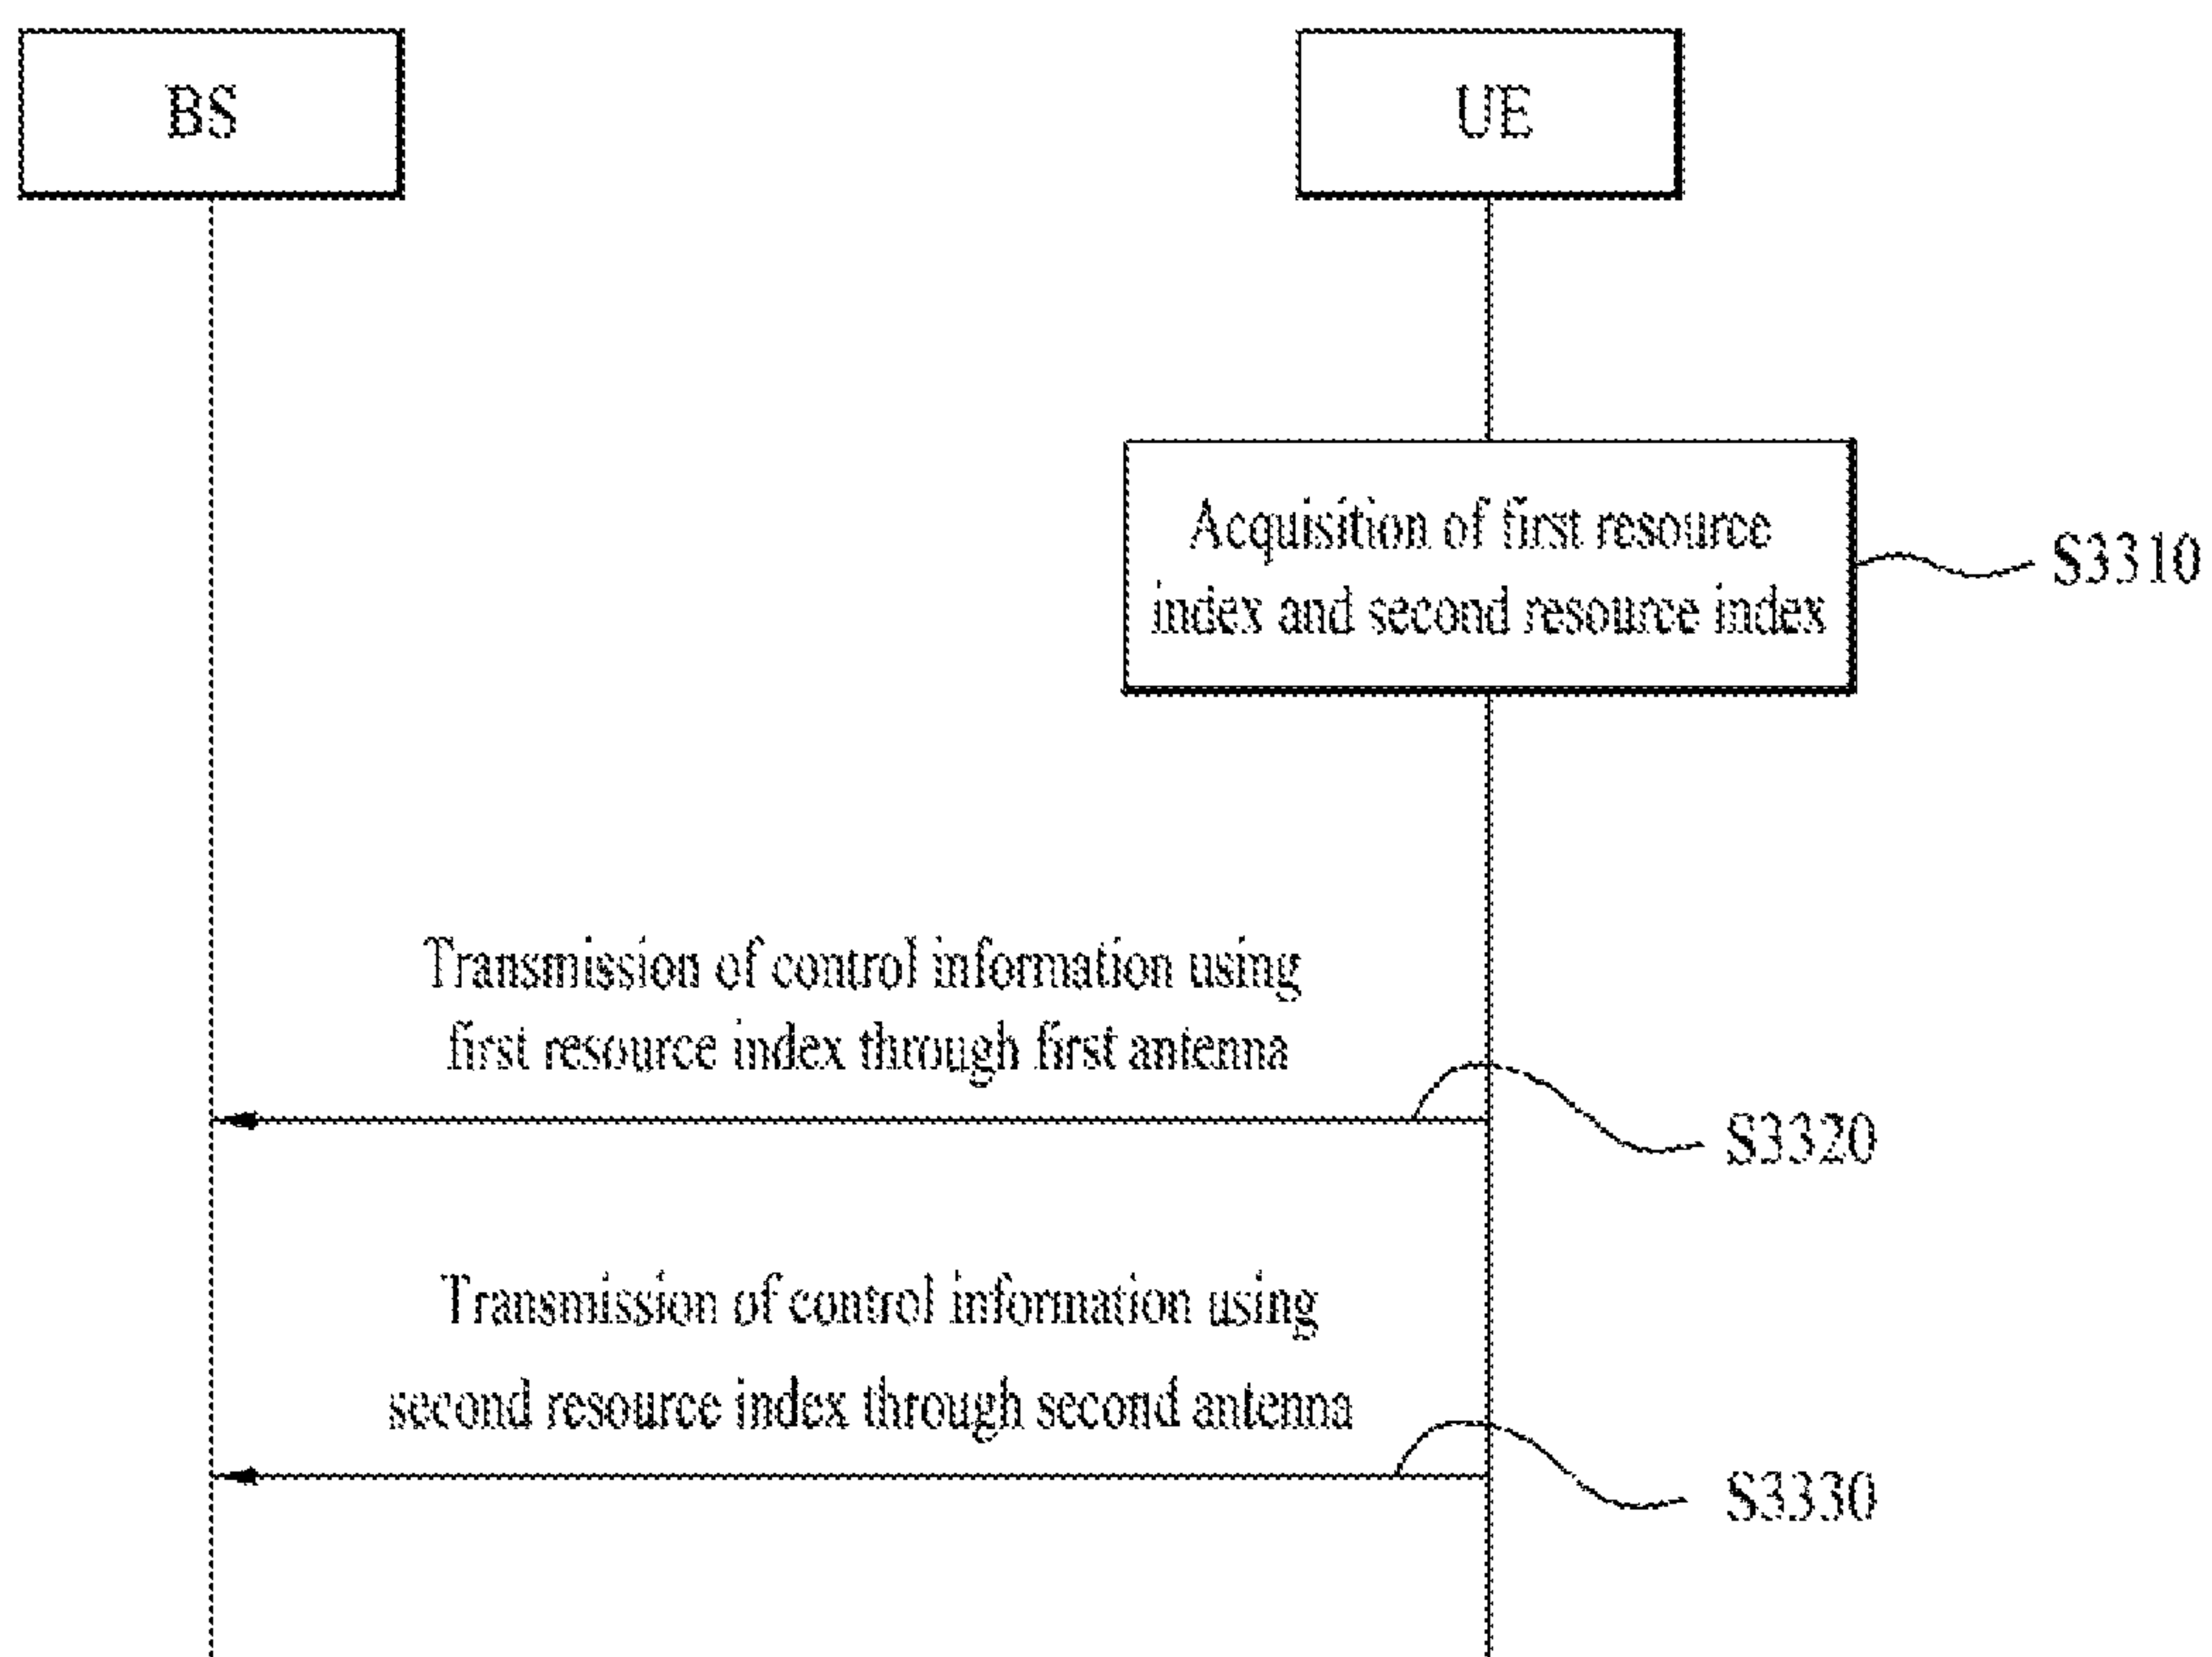 BS
UE
Acquisition of first resource
index and second resource index
S3310
Transmission of control information using
first resource index through first antenna
S3320
Transmission of control information using
second resource index through second antenna
S3330